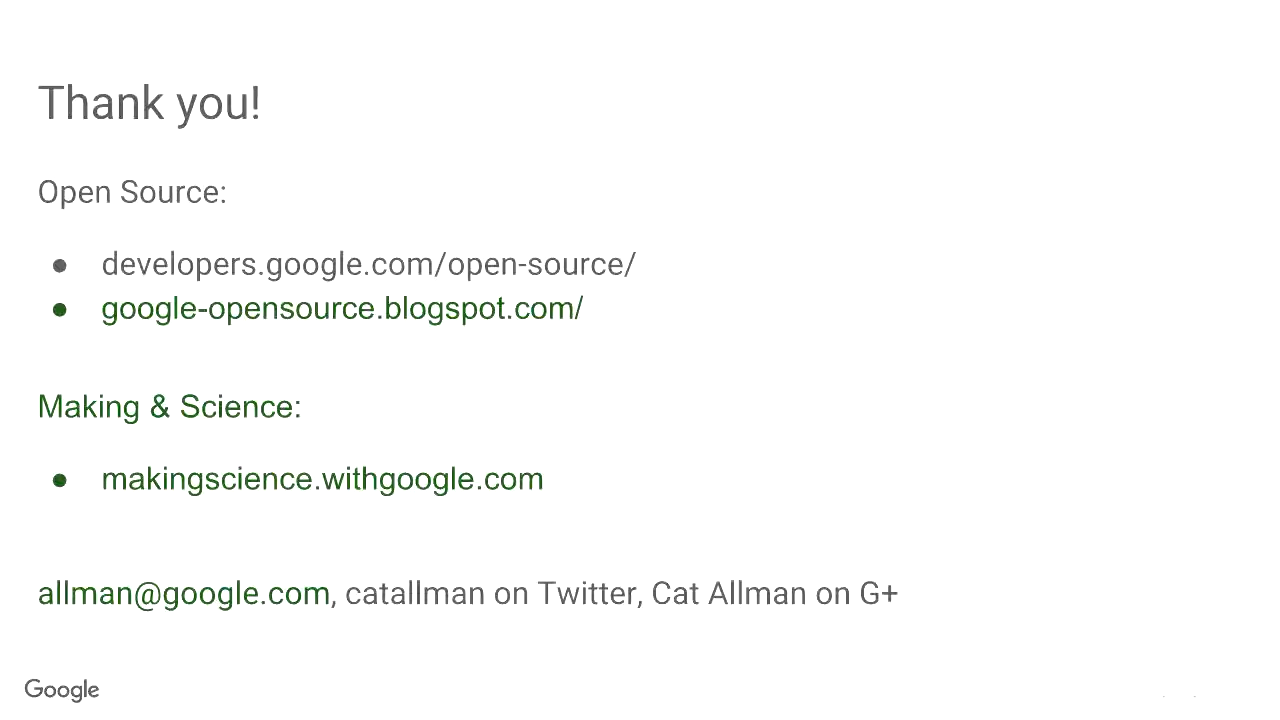 Thank you!
Open Source:
● developers.google.com/open-source/
● google-opensource.blogspot.com/
Making & Science:
● makingscience.withgoogle.com
allman@google.com, catallman on Twitter, Cat Allman on G+
Google